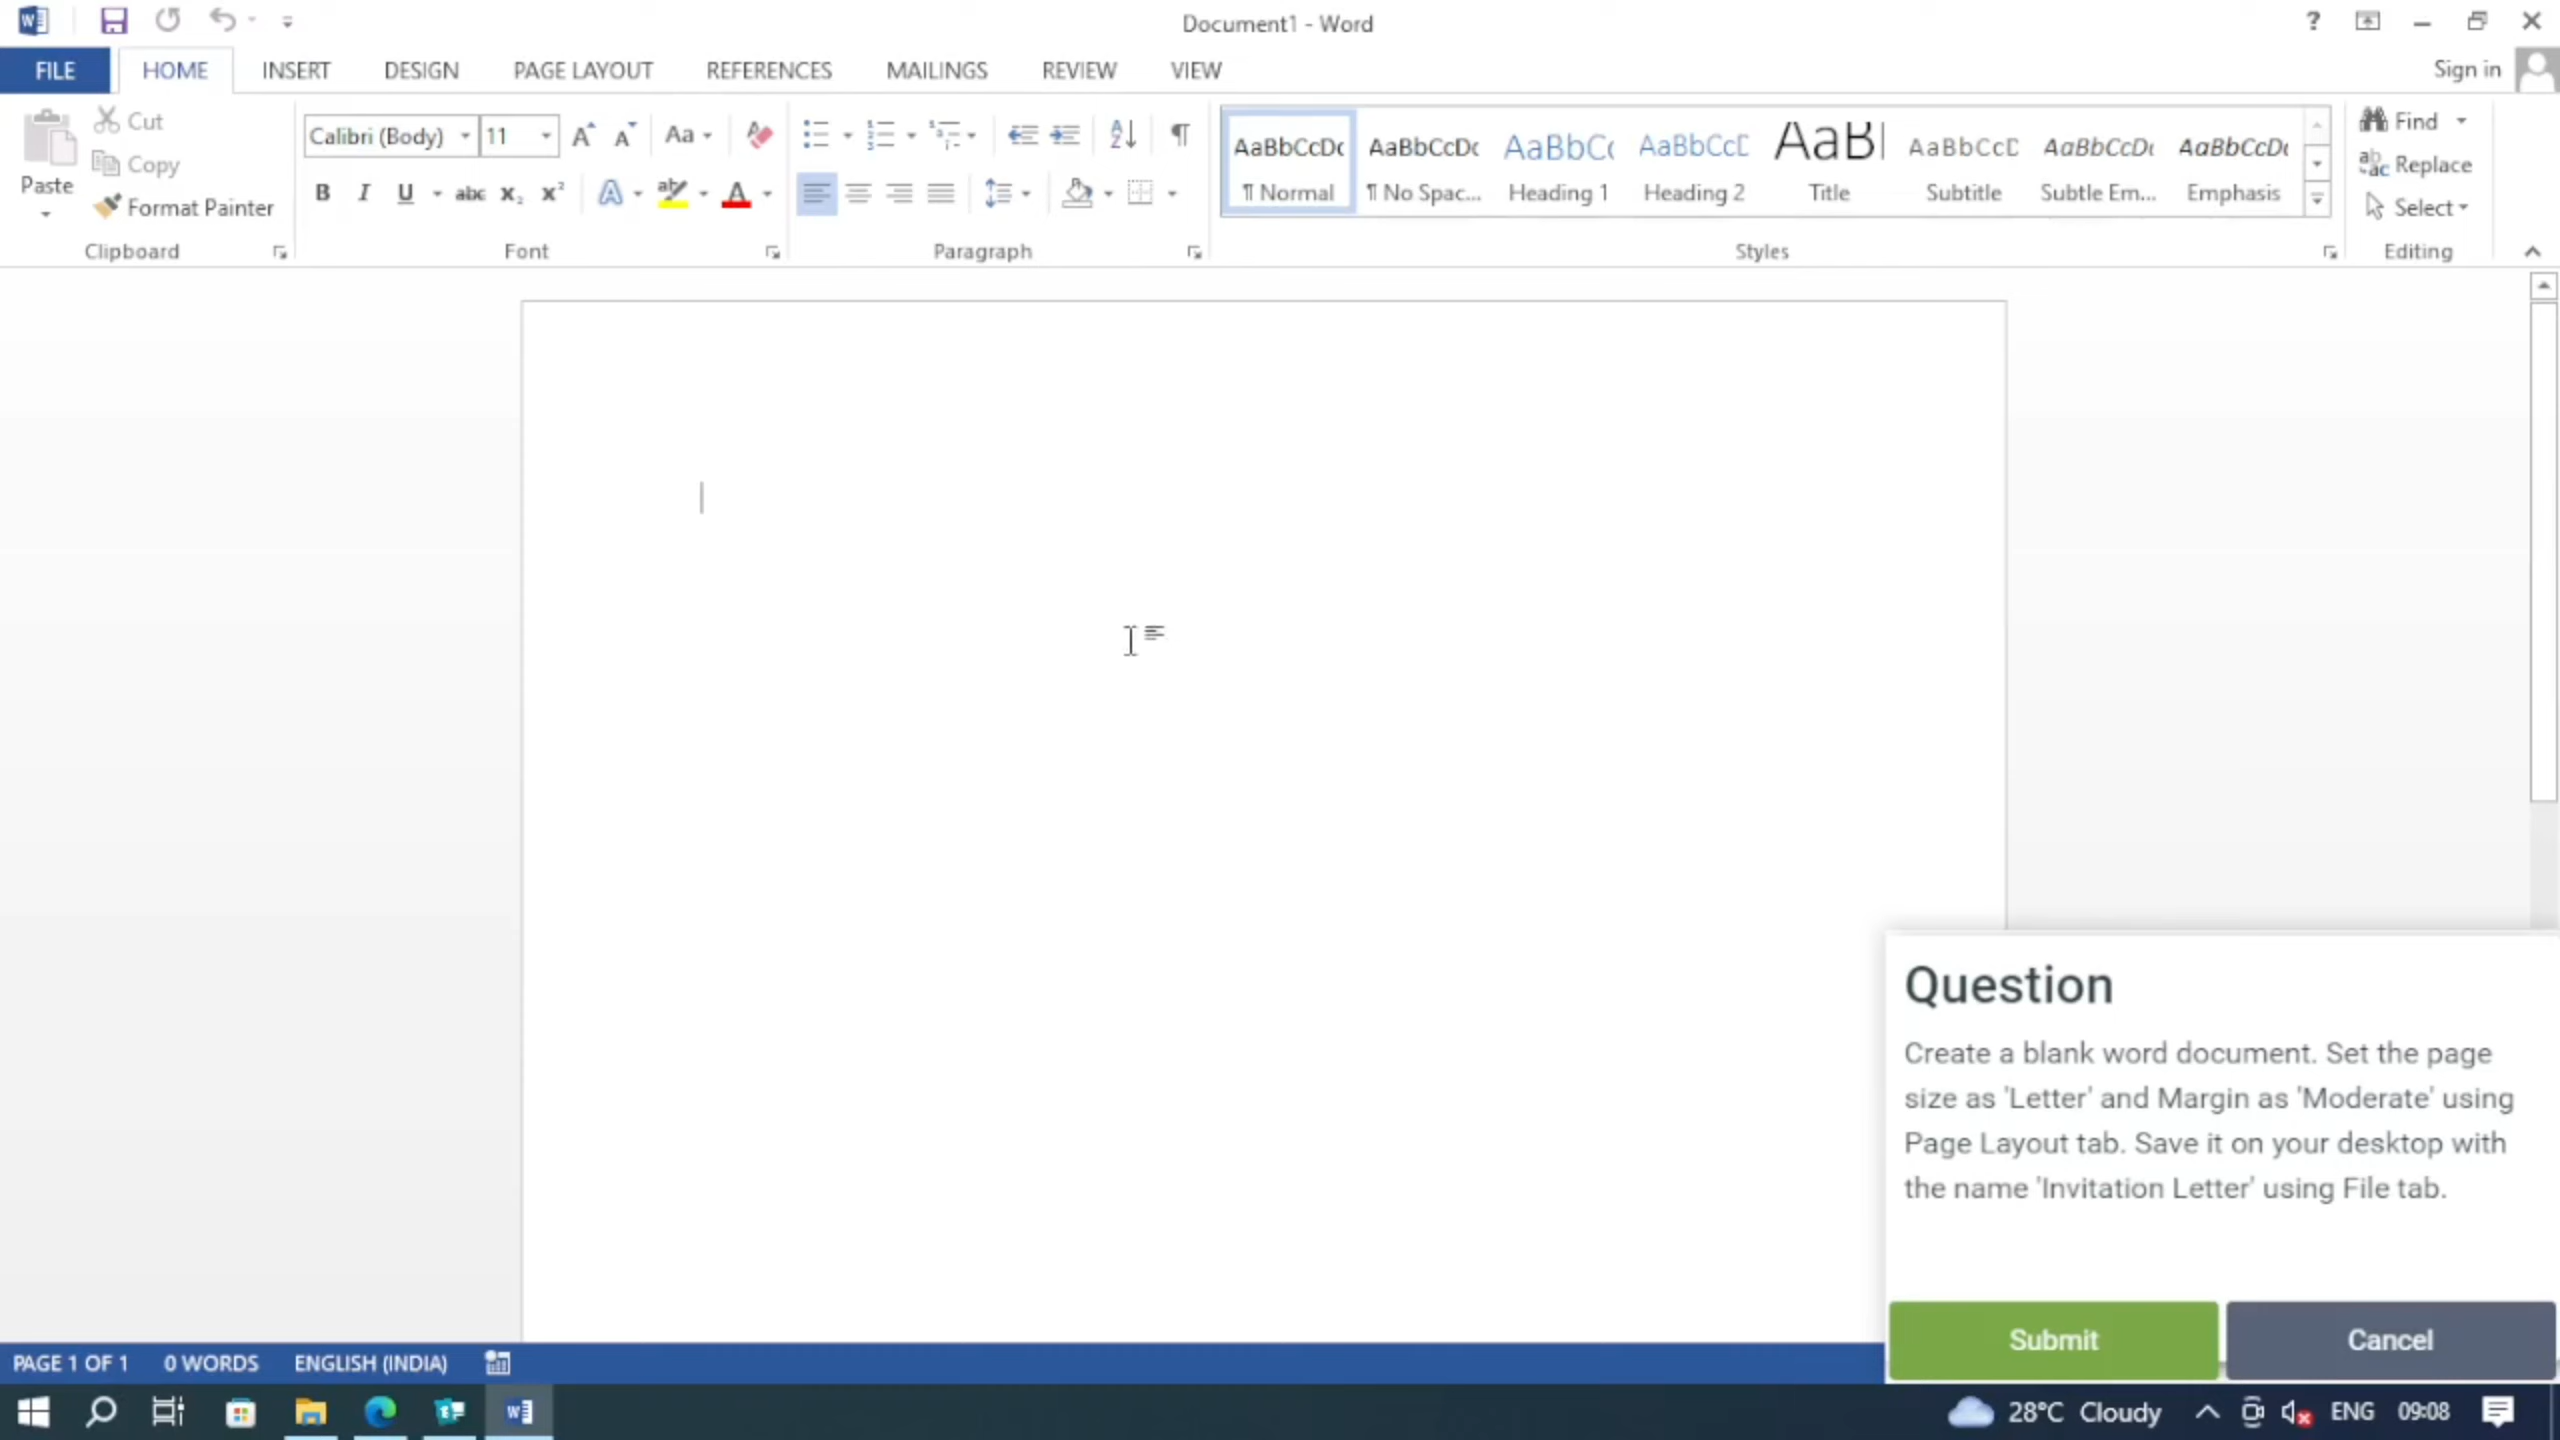 Document1 - Word
FILE HOME INSERT DESIGN PAGE LAYOUT REFERENCES MAILINGS REVIEW VIEW Sign in
Paste
Cut
Copy
Format Painter
Clipboard
Calibri (Body) 11
Font
Paragraph
AaBbCcDc AaBbCcDc AaBbC AaBbCcD AaB AaBbCcD AaBbCcDc AaBbCcDc
¶ Normal ¶ No Spac... Heading 1 Heading 2 Title Subtitle Subtle Em... Emphasis
Styles
Find
Replace
Select
Editing
Question
Create a blank word document. Set the page
size as 'Letter' and Margin as 'Moderate' using
Page Layout tab. Save it on your desktop with
the name 'Invitation Letter' using File tab.
Submit Cancel
PAGE 1 OF 1 0 WORDS ENGLISH (INDIA)
28°C Cloudy ENG 09:08